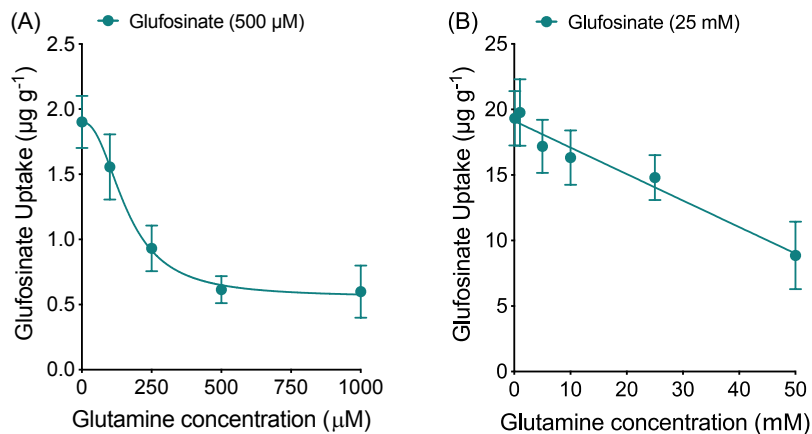 (A)
Glufosinate (500 μM)
2.5
2.0
1.5
1.0
0.5
0.0
Glufosinate Uptake (μg g⁻¹)
0
250
500
750
1000
Glutamine concentration (μM)
(B)
Glufosinate (25 mM)
25
20
15
10
5
0
Glufosinate Uptake (μg g⁻¹)
0
10
20
30
40
50
Glutamine concentration (mM)